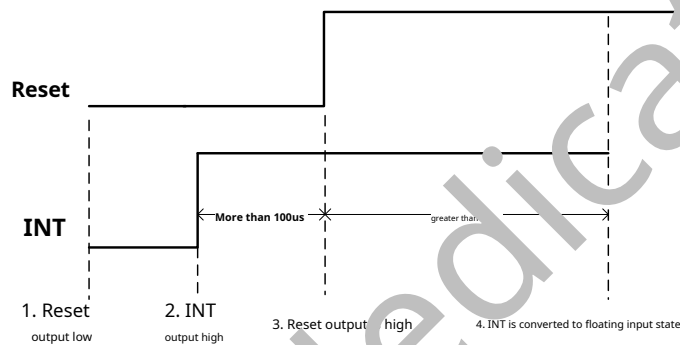 Reset
More than 100us
greater than
INT
1. Reset
output low
2. INT
output high
3. Reset output high
4. INT is converted to floating input state